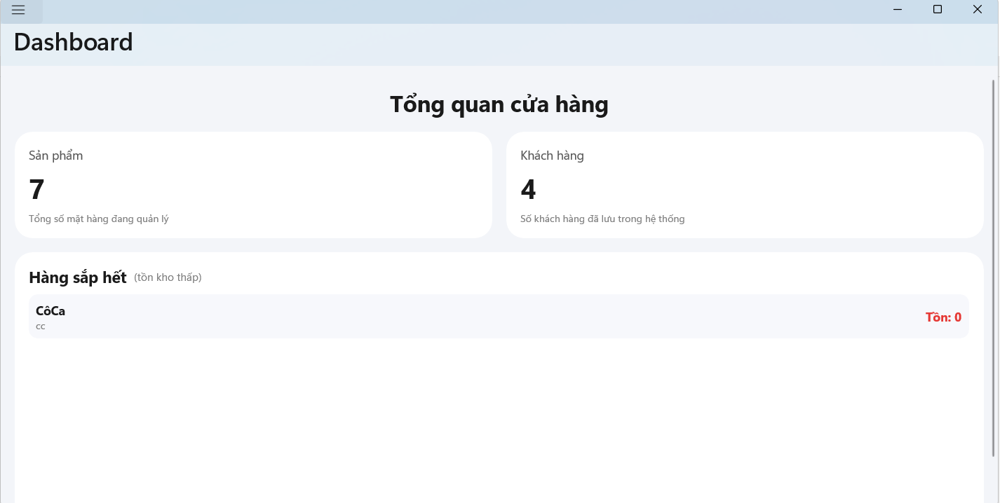 Dashboard
Tổng quan cửa hàng
Sản phẩm
7
Tổng số mặt hàng đang quản lý
Khách hàng
4
Số khách hàng đã lưu trong hệ thống
Hàng sắp hết (tồn kho thấp)
CôCa
cc
Tồn: 0